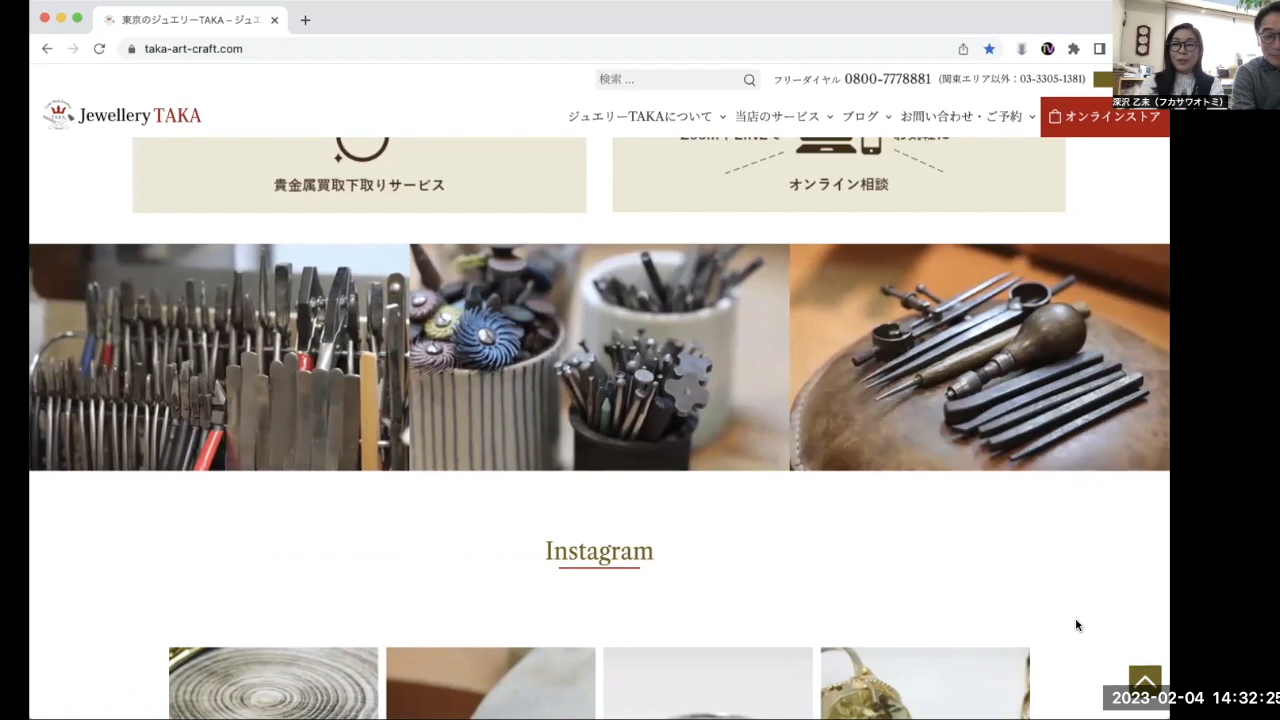 東京のジュエリーTAKA – ジュエ
taka-art-craft.com
深沢 乙未（フカサワオトミ）
検索 ...
フリーダイヤル 0800-7778881 (関東エリア以外：03-3305-1381)
Jewellery TAKA
ジュエリーTAKAについて
当店のサービス
ブログ
お問い合わせ・ご予約
オンラインストア
貴金属買取下取りサービス
オンライン相談
Instagram
2023-02-04 14:32:25